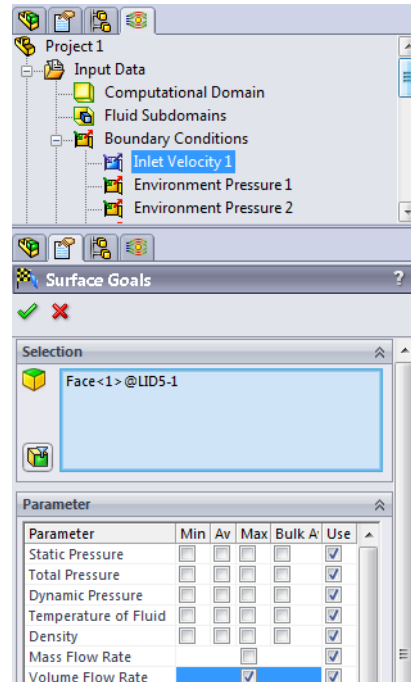 Project 1
Input Data
Computational Domain
Fluid Subdomains
Boundary Conditions
Inlet Velocity 1
Environment Pressure 1
Environment Pressure 2
Surface Goals ?
Selection
Face<1>@LID5-1
Parameter
Parameter Min Av Max Bulk A Use
Static Pressure
Total Pressure
Dynamic Pressure
Temperature of Fluid
Density
Mass Flow Rate
Volume Flow Rate